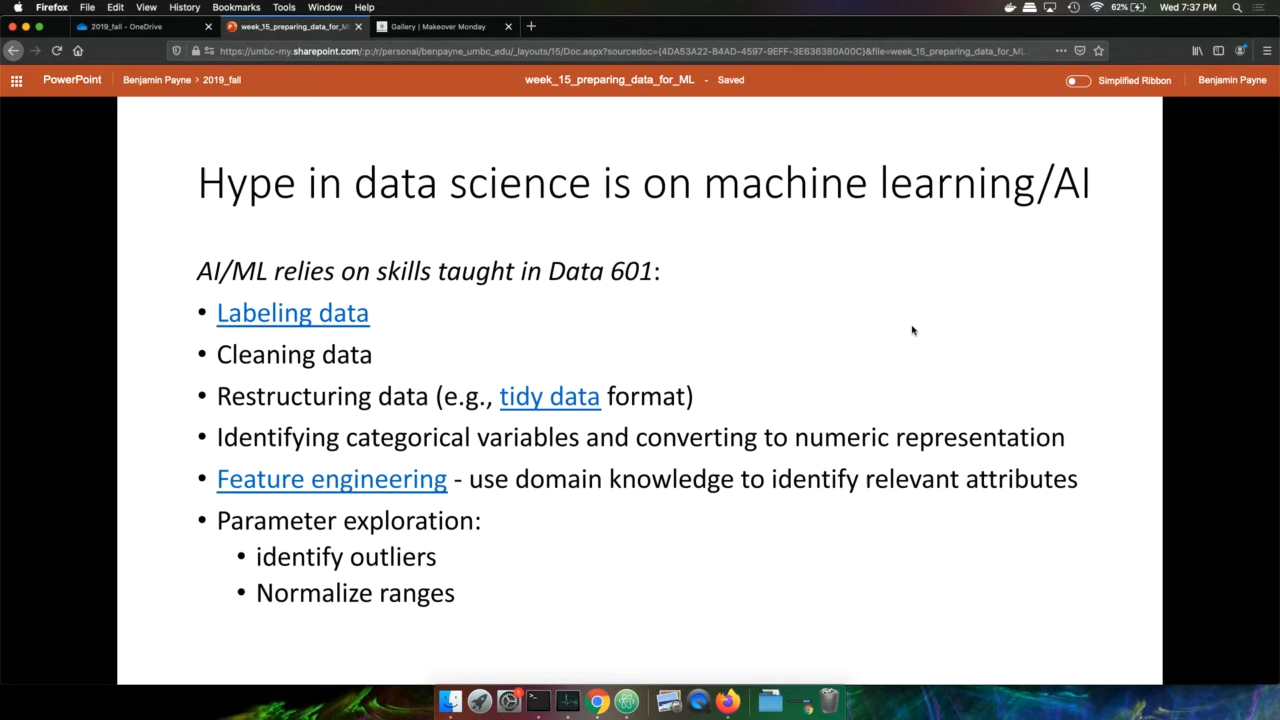 Firefox File Edit View History Bookmarks Tools Window Help 62% Wed 7:37 PM
2019_fall - OneDrive week_15_preparing_data_for_ML Gallery | Makeover Monday
https://umbc-my.sharepoint.com/:p:/r/personal/benpayne_umbc_edu/_layouts/15/Doc.aspx?sourcedoc={4DA53A22-B4AD-4597-9EFF-3E636380A00C}&file=week_15_preparing_data_for_ML...
PowerPoint Benjamin Payne > 2019_fall week_15_preparing_data_for_ML - Saved Simplified Ribbon Benjamin Payne
Hype in data science is on machine learning/AI
AI/ML relies on skills taught in Data 601:
• Labeling data
• Cleaning data
• Restructuring data (e.g., tidy data format)
• Identifying categorical variables and converting to numeric representation
• Feature engineering - use domain knowledge to identify relevant attributes
• Parameter exploration:
• identify outliers
• Normalize ranges